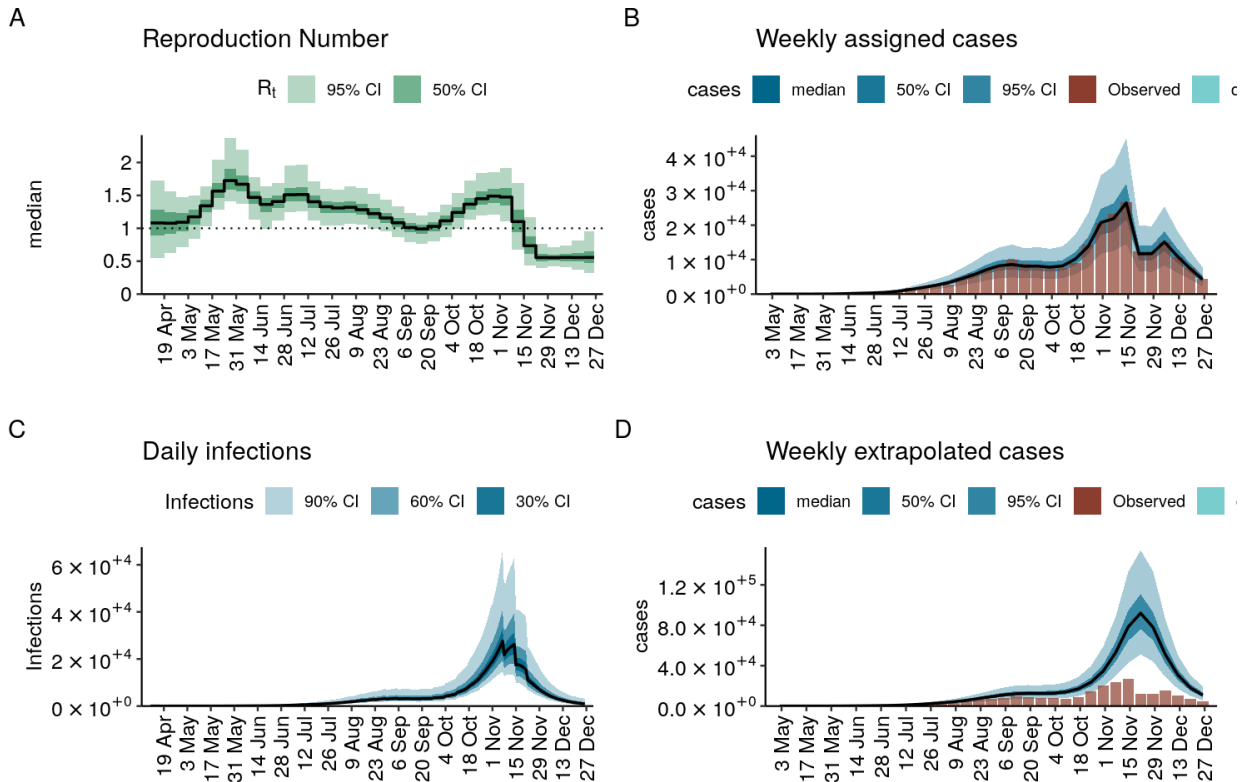 A
Reproduction Number
Rt 95% CI 50% CI
median
2
1.5
1
0.5
0
19 Apr
3 May
17 May
31 May
14 Jun
28 Jun
12 Jul
26 Jul
9 Aug
23 Aug
6 Sep
20 Sep
4 Oct
18 Oct
1 Nov
15 Nov
29 Nov
13 Dec
27 Dec
B
Weekly assigned cases
cases median 50% CI 95% CI Observed
cases
4 × 10+4
3 × 10+4
2 × 10+4
1 × 10+4
0 × 10+0
3 May
17 May
31 May
14 Jun
28 Jun
12 Jul
26 Jul
9 Aug
23 Aug
6 Sep
20 Sep
4 Oct
18 Oct
1 Nov
15 Nov
29 Nov
13 Dec
27 Dec
C
Daily infections
Infections 90% CI 60% CI 30% CI
Infections
6 × 10+4
4 × 10+4
2 × 10+4
0 × 10+0
19 Apr
3 May
17 May
31 May
14 Jun
28 Jun
12 Jul
26 Jul
9 Aug
23 Aug
6 Sep
20 Sep
4 Oct
18 Oct
1 Nov
15 Nov
29 Nov
13 Dec
27 Dec
D
Weekly extrapolated cases
cases median 50% CI 95% CI Observed
cases
1.2 × 10+5
8.0 × 10+4
4.0 × 10+4
0.0 × 10+0
3 May
17 May
31 May
14 Jun
28 Jun
12 Jul
26 Jul
9 Aug
23 Aug
6 Sep
20 Sep
4 Oct
18 Oct
1 Nov
15 Nov
29 Nov
13 Dec
27 Dec